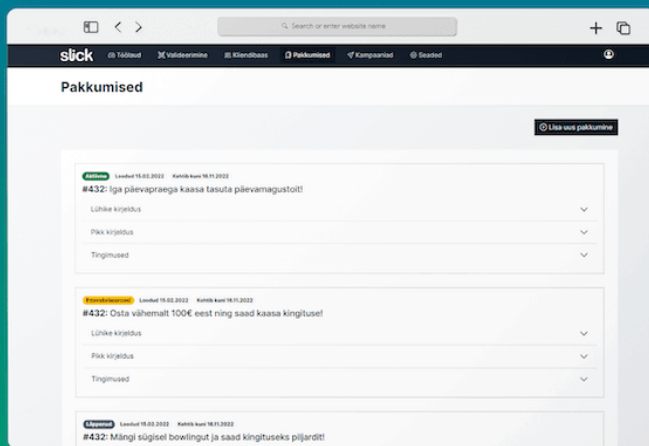 Search or enter website name
slick Töölaud Valideerimine Kliendibaas Pakkumised Kampaaniad Seaded
Pakkumised
Lisa uus pakkumine
Aktiivne Loodud 15.02.2022 Kehtib kuni 16.11.2022
#432: Iga päevapraega kaasa tasuta päevamagustoit!
Lühike kirjeldus
Pikk kirjeldus
Tingimused
Ettevalmistamisel Loodud 15.02.2022 Kehtib kuni 16.11.2022
#432: Osta vähemalt 100€ eest ning saad kaasa kingituse!
Lühike kirjeldus
Pikk kirjeldus
Tingimused
Lõppenud Loodud 15.02.2022 Kehtib kuni 16.11.2022
#432: Mängi sügisel bowlingut ja saad kingituseks piljardit!